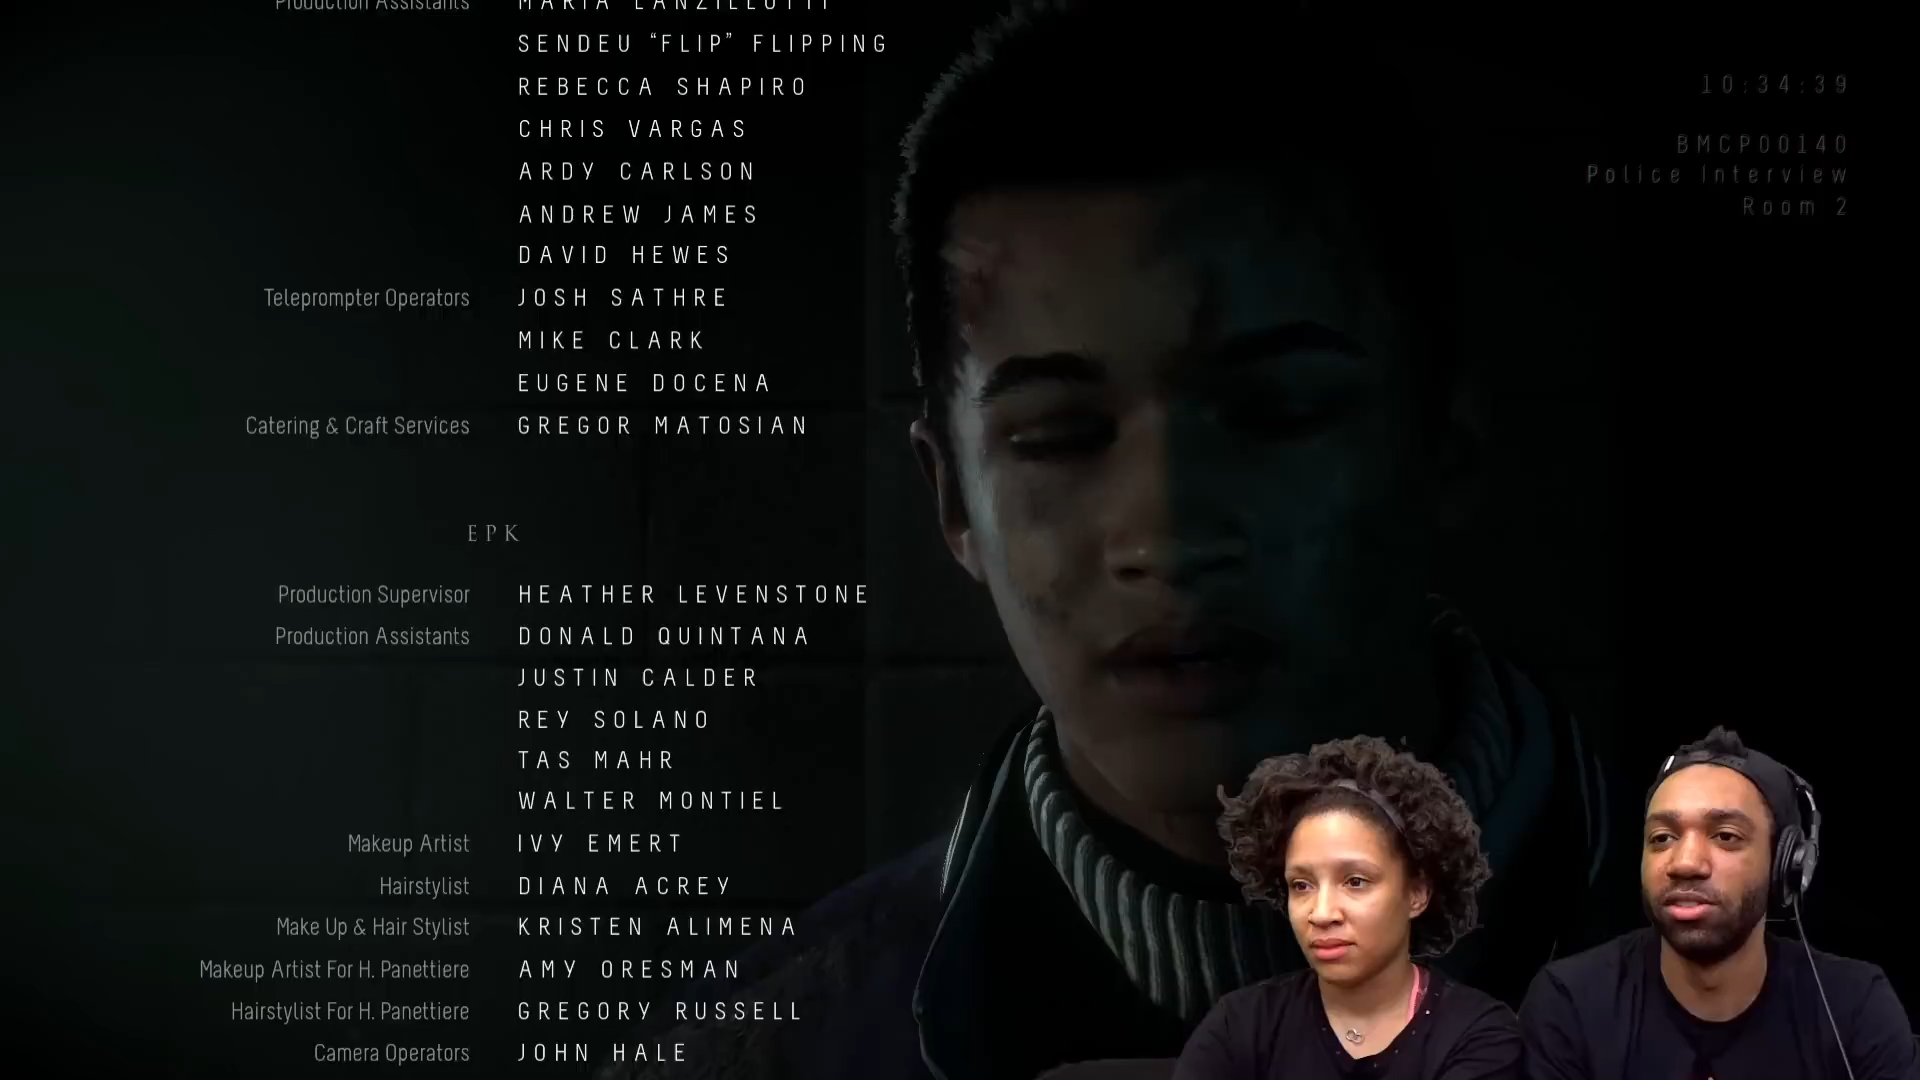 Production Assistants MARIA LANZILLOTTI
SENDEU “FLIP” FLIPPING
REBECCA SHAPIRO
CHRIS VARGAS
ARDY CARLSON
ANDREW JAMES
DAVID HEWES
Teleprompter Operators JOSH SATHRE
MIKE CLARK
EUGENE DOCENA
Catering & Craft Services GREGOR MATOSIAN
EPK
Production Supervisor HEATHER LEVENSTONE
Production Assistants DONALD QUINTANA
JUSTIN CALDER
REY SOLANO
TAS MAHR
WALTER MONTIEL
Makeup Artist IVY EMERT
Hairstylist DIANA ACREY
Make Up & Hair Stylist KRISTEN ALIMENA
Makeup Artist For H. Panettiere AMY ORESMAN
Hairstylist For H. Panettiere GREGORY RUSSELL
Camera Operators JOHN HALE
10:34:39
BMCP00140
Police Interview
Room 2